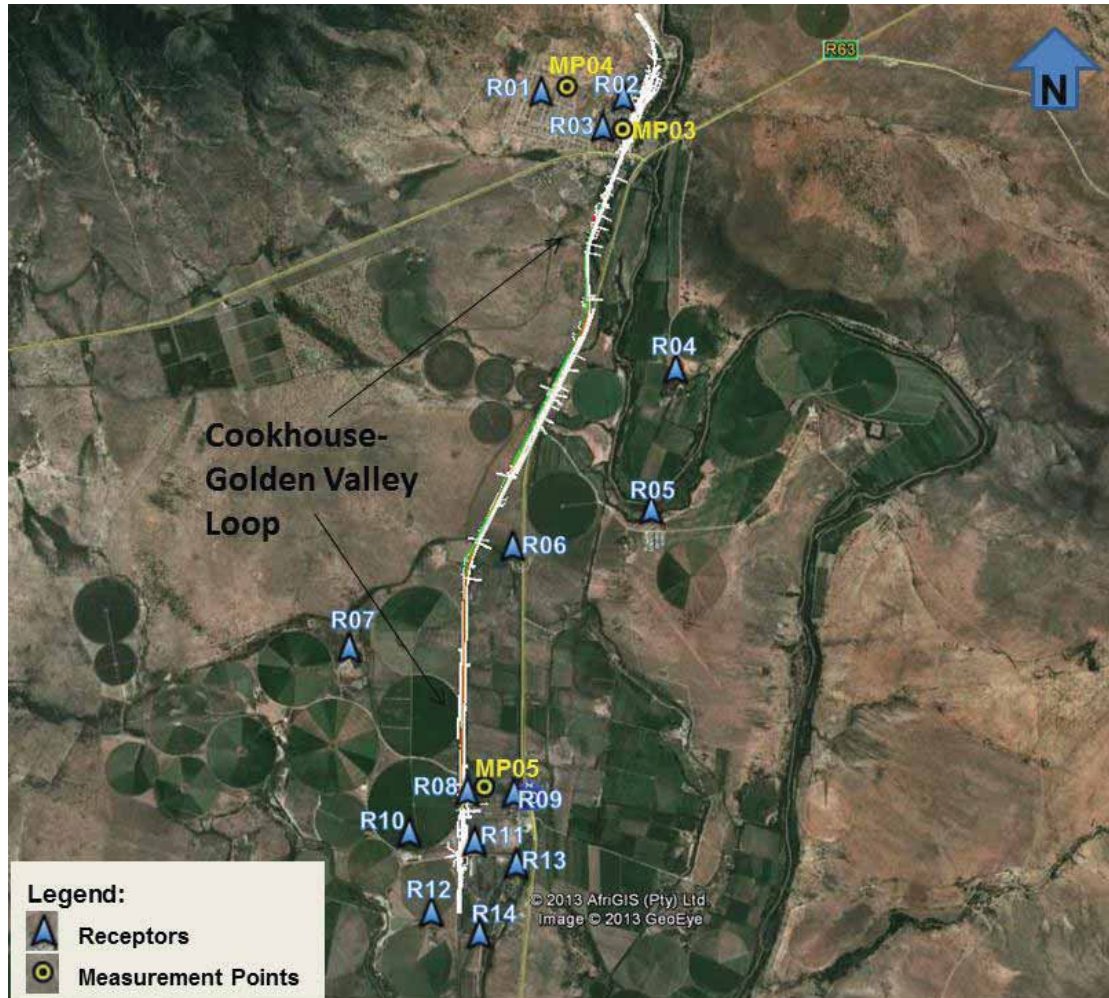 R63
N
MP04
R01
R02
R03
MP03
R04
Cookhouse-
Golden Valley
Loop
R05
R06
R07
MP05
R08
R09
R10
R11
R13
R12
R14
© 2013 AfriGIS (Pty) Ltd.
Image © 2013 GeoEye
Legend:
Receptors
Measurement Points